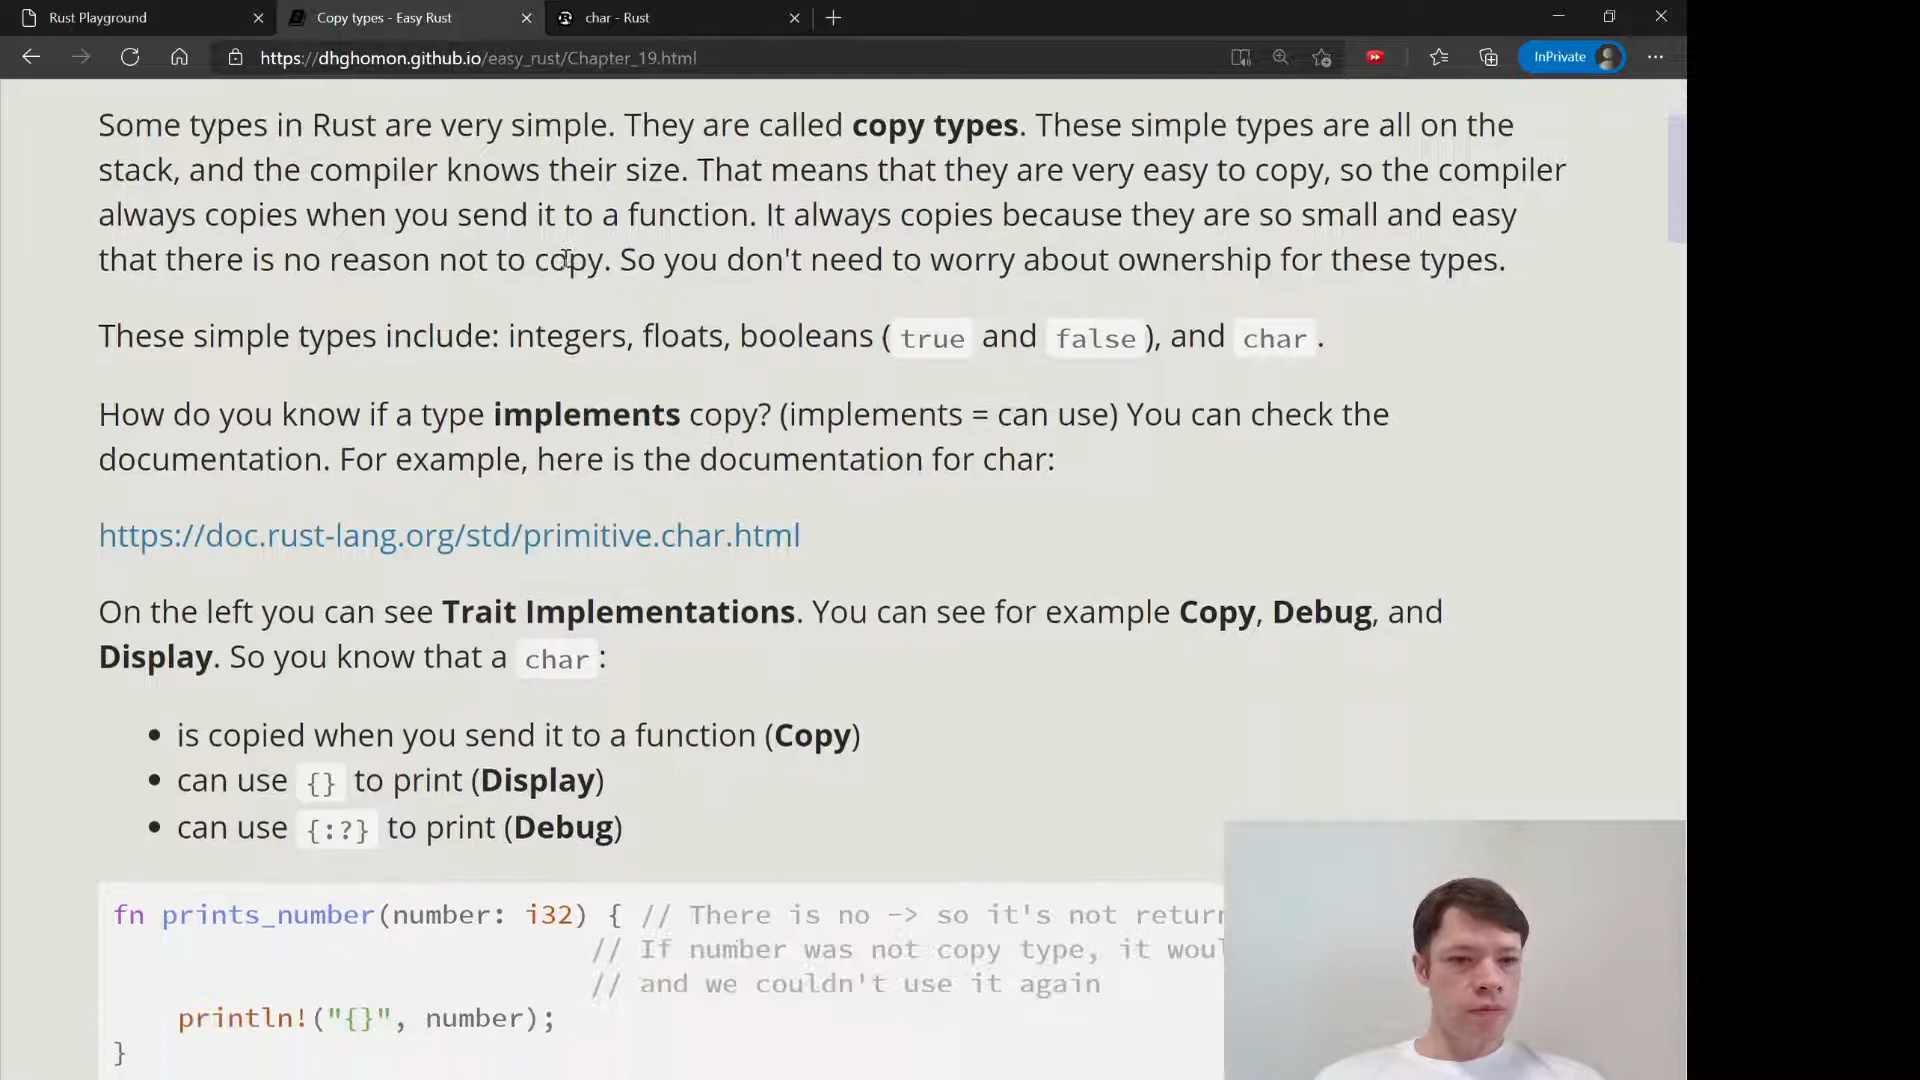 Rust Playground
Copy types - Easy Rust
char - Rust
https://dhghomon.github.io/easy_rust/Chapter_19.html
InPrivate
Some types in Rust are very simple. They are called copy types. These simple types are all on the
stack, and the compiler knows their size. That means that they are very easy to copy, so the compiler
always copies when you send it to a function. It always copies because they are so small and easy
that there is no reason not to copy. So you don't need to worry about ownership for these types.
These simple types include: integers, floats, booleans ( true and false ), and char .
How do you know if a type implements copy? (implements = can use) You can check the
documentation. For example, here is the documentation for char:
https://doc.rust-lang.org/std/primitive.char.html
On the left you can see Trait Implementations. You can see for example Copy, Debug, and
Display. So you know that a char :
• is copied when you send it to a function (Copy)
• can use {} to print (Display)
• can use {:?} to print (Debug)
fn prints_number(number: i32) { // There is no -> so it's not return
// If number was not copy type, it wou
// and we couldn't use it again
println!("{}", number);
}